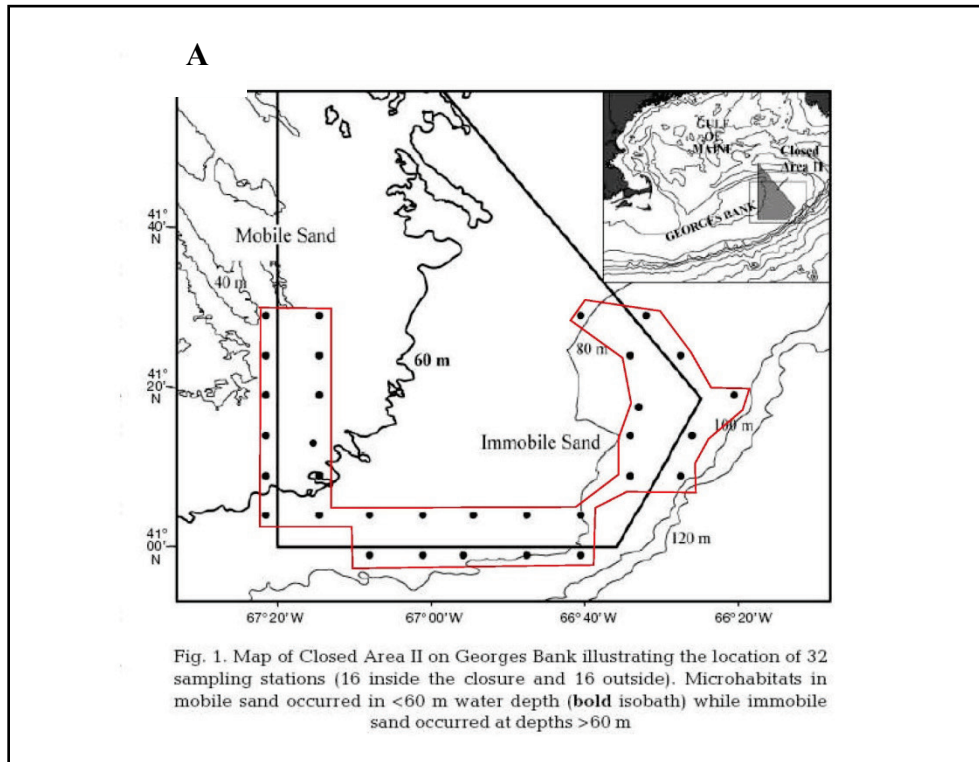 A
GULF
OF
MAINE
Closed
Area II
GEORGES BANK
41°
40'
N
Mobile Sand
40 m
60 m
80 m
41°
20'
N
Immobile Sand
100 m
120 m
41°
00'
N
67°20'W
67°00'W
66°40'W
66°20'W
Fig. 1. Map of Closed Area II on Georges Bank illustrating the location of 32
sampling stations (16 inside the closure and 16 outside). Microhabitats in
mobile sand occurred in <60 m water depth (bold isobath) while immobile
sand occurred at depths >60 m